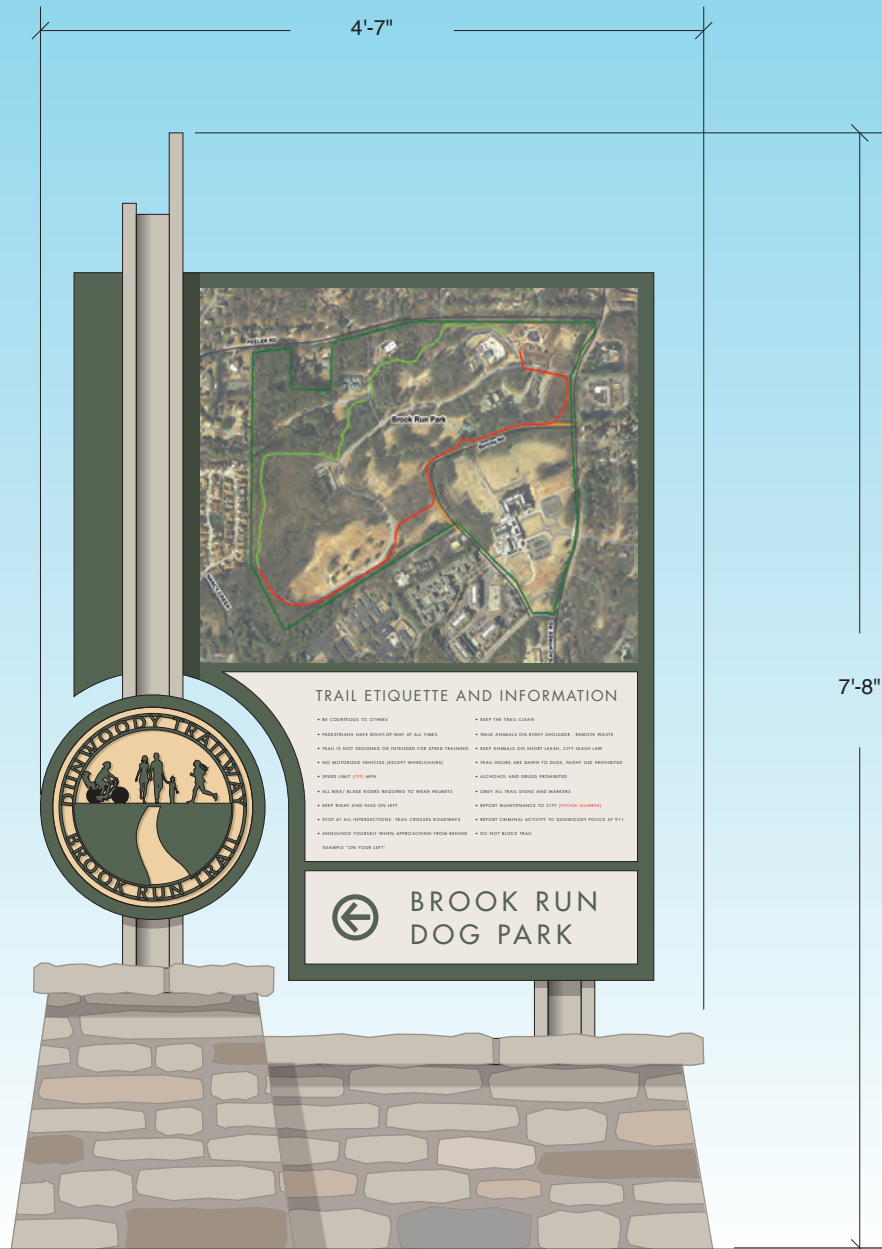 4'-7"
7'-8"
PEELER RD
Brook Run Park
DUNWOODY TRAILWAY
BROOK RUN TRAIL
TRAIL ETIQUETTE AND INFORMATION
• BE COURTEOUS TO OTHERS
• PEDESTRIANS HAVE RIGHT-OF-WAY AT ALL TIMES
• TRAIL IS NOT DESIGNED OR INTENDED FOR SPEED TRAINING
• NO MOTORIZED VEHICLES (EXCEPT WHEELCHAIRS)
• SPEED LIMIT (???) MPH
• ALL BIKE/ BLADE RIDERS REQUIRED TO WEAR HELMETS
• KEEP RIGHT AND PASS ON LEFT
• STOP AT ALL INTERSECTIONS. TRAIL CROSSES ROADWAYS
• ANNOUNCE YOURSELF WHEN APPROACHING FROM BEHIND
EXAMPLE "ON YOUR LEFT"
• KEEP THE TRAIL CLEAN
• WALK ANIMALS ON RIGHT SHOULDER - REMOVE WASTE
• KEEP ANIMALS ON SHORT LEASH, CITY LEASH LAW
• TRAIL HOURS ARE DAWN TO DUSK, NIGHT USE PROHIBITED
• ALCHOHOL AND DRUGS PROHIBITED
• OBEY ALL TRAIL SIGNS AND MARKERS
• REPORT MAINTENANCE TO CITY (PHONE NUMBER)
• REPORT CRIMINAL ACTIVITY TO DUNWOODY POLICE AT 911
• DO NOT BLOCK TRAIL
BROOK RUN
DOG PARK